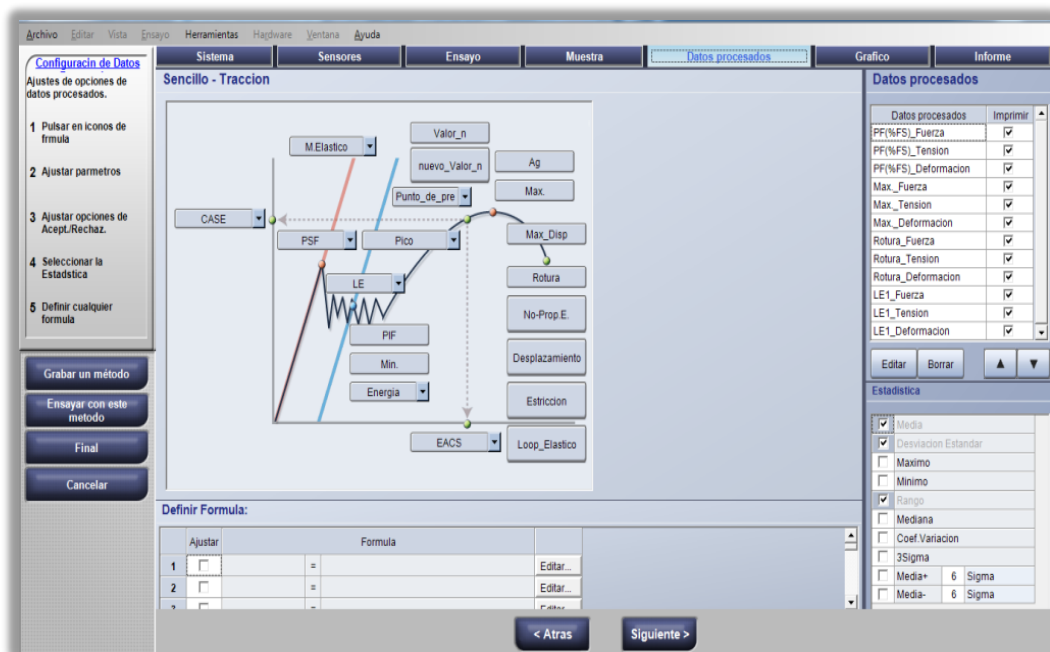 Archivo Editar Vista Ensayo Herramientas Hardware Ventana Ayuda
Configuracin de Datos
Ajustes de opciones de
datos procesados.
1 Pulsar en iconos de
frmula
2 Ajustar parmetros
3 Ajustar opciones de
Acept./Rechaz.
4 Seleccionar la
Estadstica
5 Definir cualquier
formula
Grabar un método
Ensayar con este
metodo
Final
Cancelar
Sistema Sensores Ensayo Muestra Datos procesados Grafico Informe
Sencillo - Traccion
M.Elastico
Valor_n
nuevo_Valor_n
Ag
Punto_de_pre
Max.
CASE
PSF
Pico
Max_Disp
LE
Rotura
PIF
No-Prop.E.
Min.
Desplazamiento
Energia
Estriccion
EACS
Loop_Elastico
Definir Formula:
Ajustar Formula
1 = Editar...
2 = Editar...
Datos procesados
Datos procesados Imprimir
PF(%FS)_Fuerza
PF(%FS)_Tension
PF(%FS)_Deformacion
Max._Fuerza
Max._Tension
Max._Deformacion
Rotura_Fuerza
Rotura_Tension
Rotura_Deformacion
LE1_Fuerza
LE1_Tension
LE1_Deformacion
Editar Borrar
Estadistica
Media
Desviacion Estandar
Maximo
Minimo
Rango
Mediana
Coef.Variacion
3Sigma
Media+ 6 Sigma
Media- 6 Sigma
< Atras Siguiente >